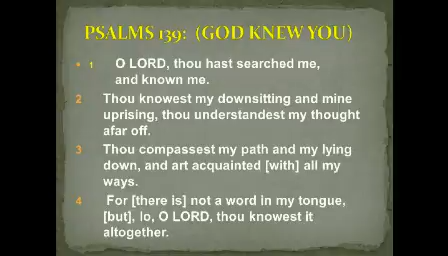 PSALMS 139: (GOD KNEW YOU)
• 1 O LORD, thou hast searched me,
and known me.
2 Thou knowest my downsitting and mine
uprising, thou understandest my thought
afar off.
3 Thou compassest my path and my lying
down, and art acquainted [with] all my
ways.
4 For [there is] not a word in my tongue,
[but], lo, O LORD, thou knowest it
altogether.